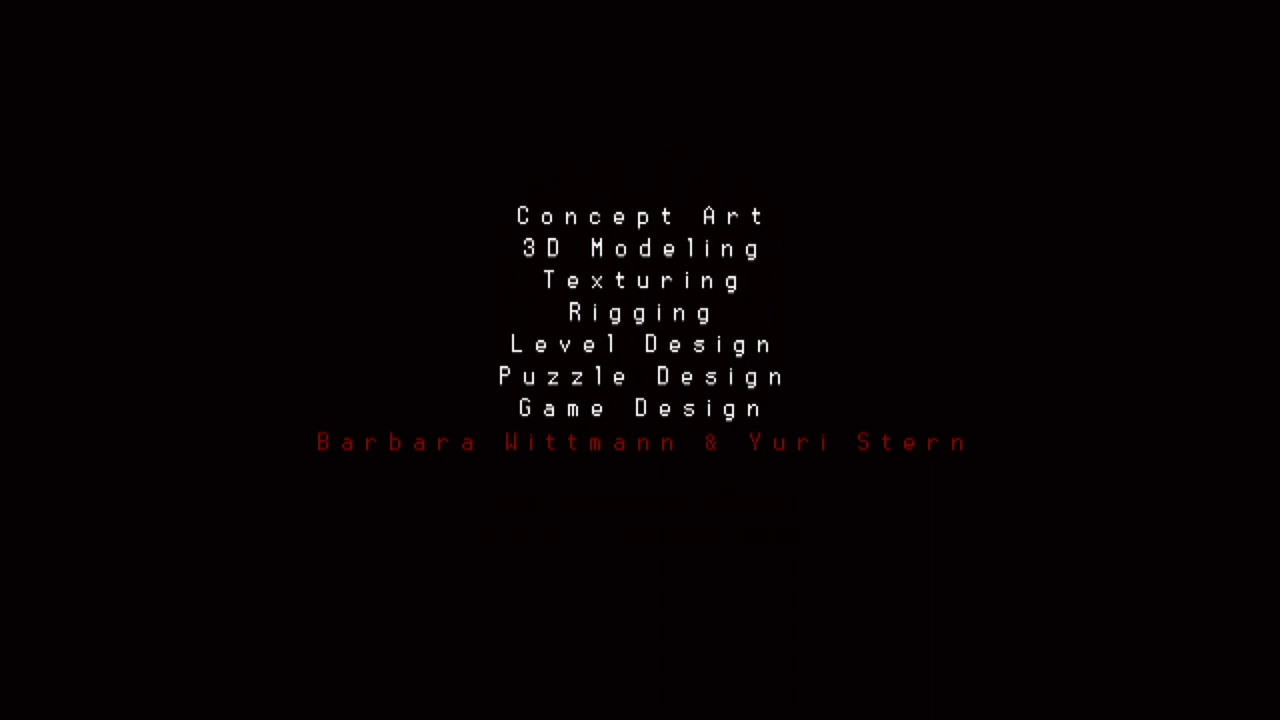 Concept Art
3D Modeling
Texturing
Rigging
Level Design
Puzzle Design
Game Design
Barbara Wittmann & Yuri Stern